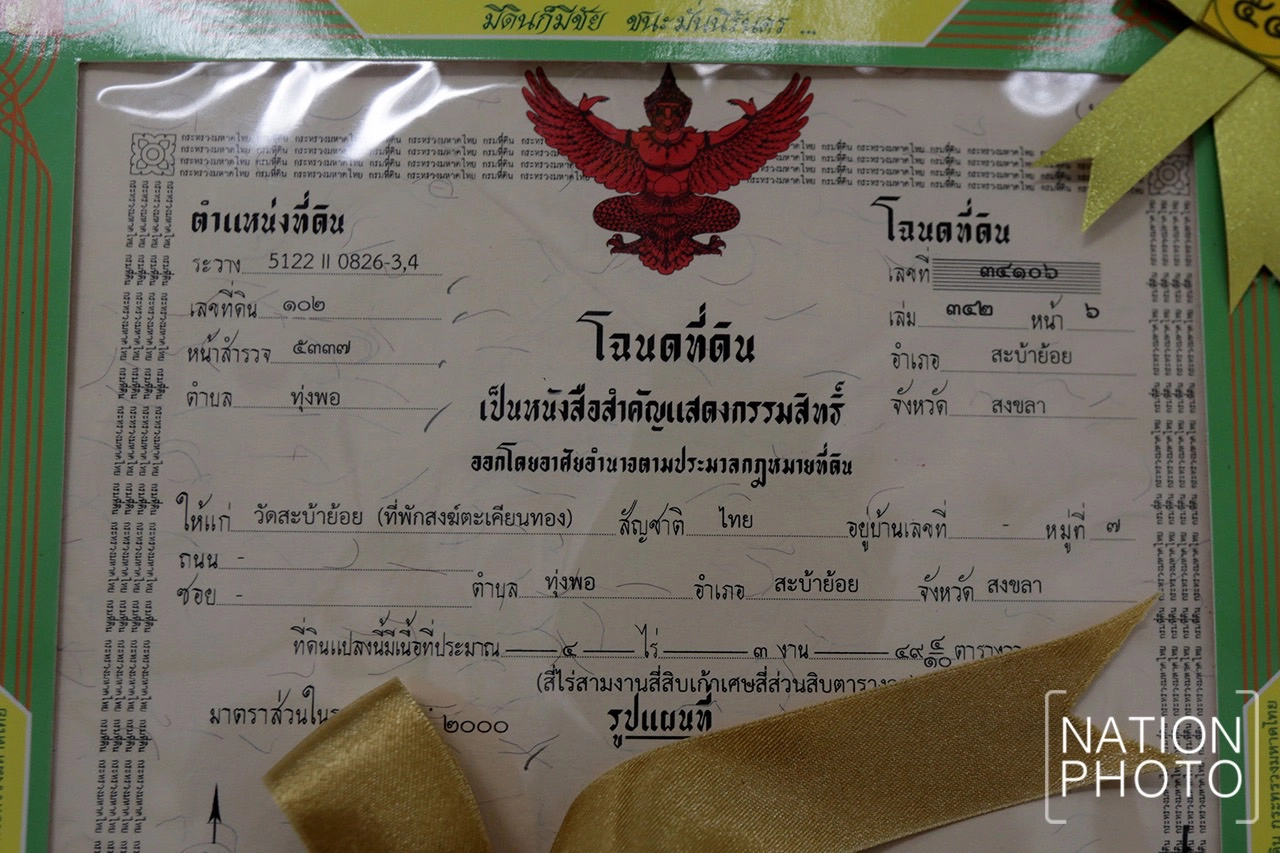 มีดินก็มีชัย ชนะมั่นนิรันดร ...
กระทรวงมหาดไทย กรมที่ดิน
ตำแหน่งที่ดิน
ระวาง 5122 II 0826-3,4
เลขที่ดิน ๑๐๒
หน้าสำรวจ ๕๓๓๗
ตำบล ทุ่งพอ
โฉนดที่ดิน
เลขที่ ๓๔๑๐๖
เล่ม ๓๔๒ หน้า ๖
อำเภอ สะบ้าย้อย
จังหวัด สงขลา
โฉนดที่ดิน
เป็นหนังสือสำคัญแสดงกรรมสิทธิ์
ออกโดยอาศัยอำนาจตามประมวลกฎหมายที่ดิน
ให้แก่ วัดสะบ้าย้อย (ที่พักสงฆ์ตะเคียนทอง) สัญชาติ ไทย อยู่บ้านเลขที่ - หมู่ที่ ๗
ถนน -
ซอย - ตำบล ทุ่งพอ อำเภอ สะบ้าย้อย จังหวัด สงขลา
ที่ดินแปลงนี้มีเนื้อที่ประมาณ ๔ ไร่ ๓ งาน ๔๙ ๔/๑๐
(สี่ไร่สามงานสี่สิบเก้าเศษสี่ส่วนสิบตาราง
มาตราส่วนใน ๒๐๐๐ รูปแผนที่
NATION
PHOTO